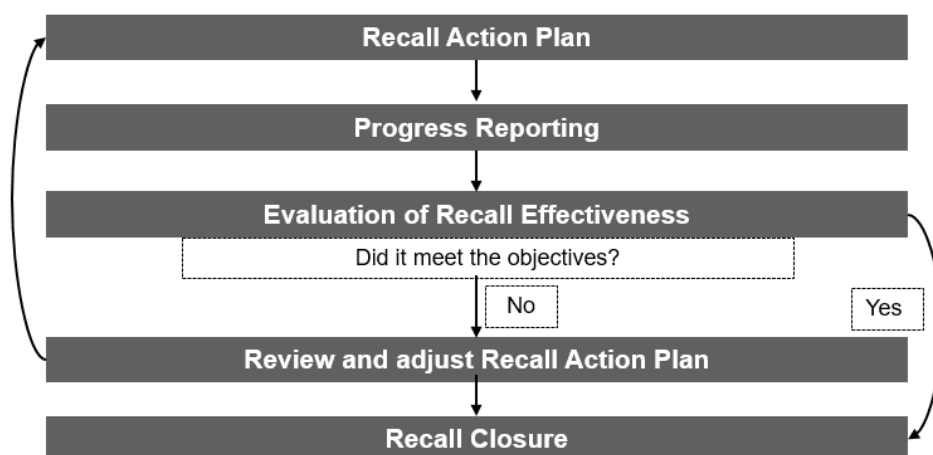 Recall Action Plan
Progress Reporting
Evaluation of Recall Effectiveness
Did it meet the objectives?
No
Yes
Review and adjust Recall Action Plan
Recall Closure